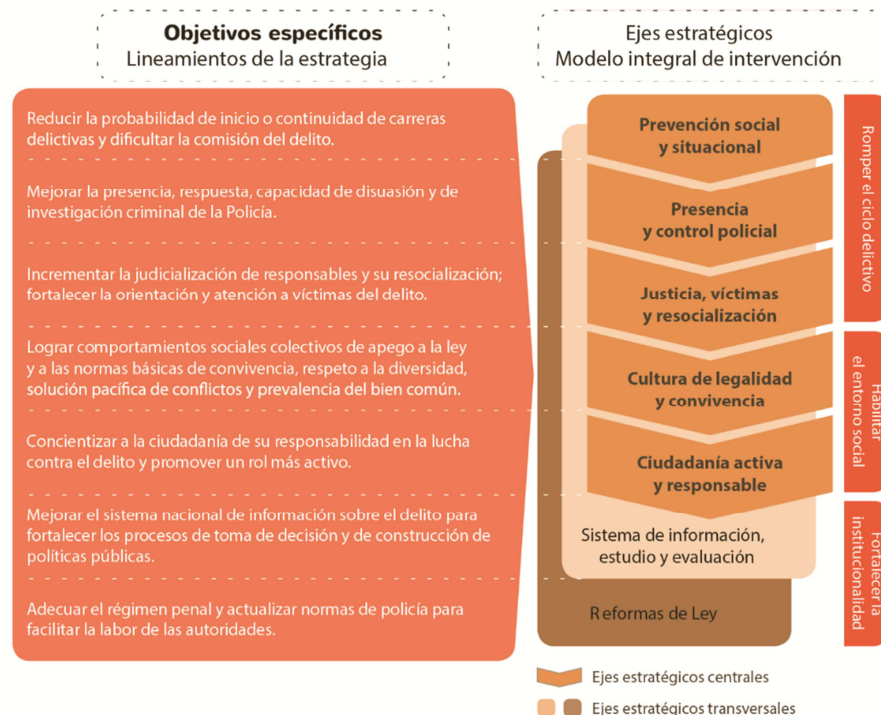 Objetivos específicos
Lineamientos de la estrategia
Ejes estratégicos
Modelo integral de intervención
Reducir la probabilidad de inicio o continuidad de carreras
delictivas y dificultar la comisión del delito.
Prevención social
y situacional
Mejorar la presencia, respuesta, capacidad de disuasión y de
investigación criminal de la Policía.
Presencia
y control policial
Incrementar la judicialización de responsables y su resocialización;
fortalecer la orientación y atención a víctimas del delito.
Justicia, víctimas
y resocialización
Romper el ciclo delictivo
Lograr comportamientos sociales colectivos de apego a la ley
y a las normas básicas de convivencia, respeto a la diversidad,
solución pacífica de conflictos y prevalencia del bien común.
Cultura de legalidad
y convivencia
Concientizar a la ciudadanía de su responsabilidad en la lucha
contra el delito y promover un rol más activo.
Ciudadanía activa
y responsable
Habilitar
el entorno social
Mejorar el sistema nacional de información sobre el delito para
fortalecer los procesos de toma de decisión y de construcción de
políticas públicas.
Sistema de información,
estudio y evaluación
Adecuar el régimen penal y actualizar normas de policía para
facilitar la labor de las autoridades.
Reformas de Ley
Fortalecer la
institucionalidad
Ejes estratégicos centrales
Ejes estratégicos transversales